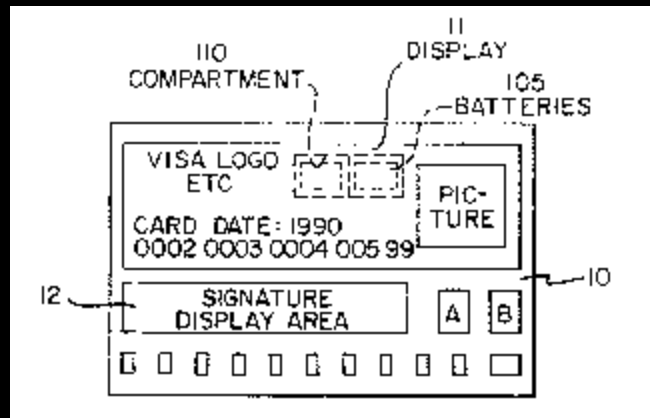 110
COMPARTMENT
11
DISPLAY
105
BATTERIES
VISA LOGO
ETC
PIC-
TURE
CARD DATE: 1990
0002 0003 0004 005 99
10
12
SIGNATURE
DISPLAY AREA
A
B